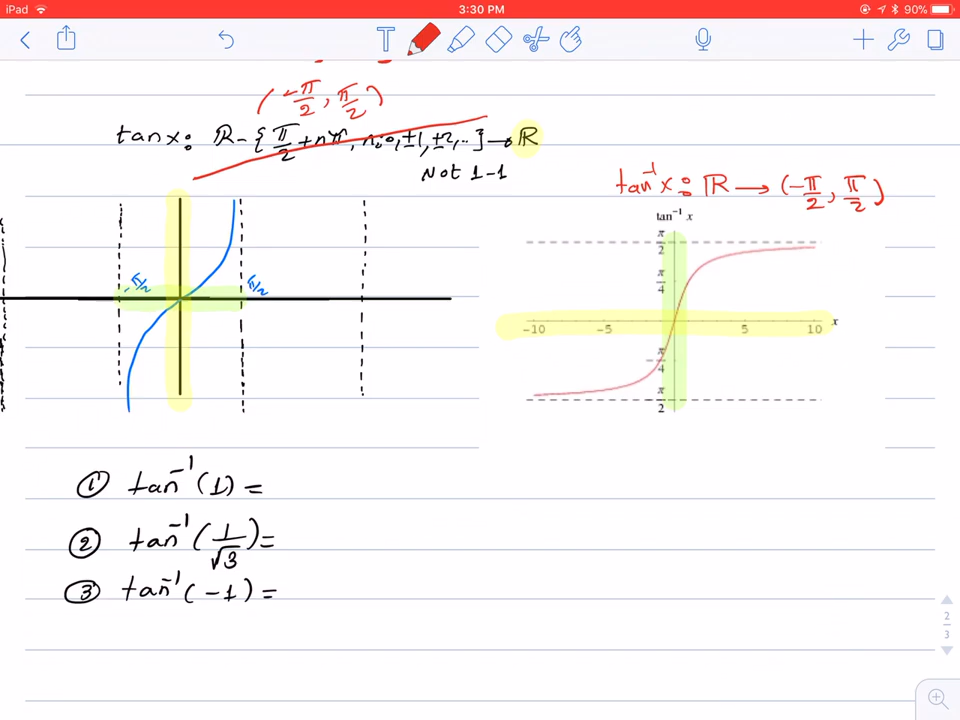 iPad 3:30 PM 90%
T
(-π/2, π/2)
tan x: ℝ-{π/2+nπ, n:0,±1,±2,...] → ℝ
Not 1-1
tan⁻¹x: ℝ → (-π/2, π/2)
-π/2 π/2
tan⁻¹ x
π/2
π/4
-10 -5 5 10 x
-π/4
π/2
① tan⁻¹(1) =
② tan⁻¹(1/√3) =
③ tan⁻¹(-1) =
2/3